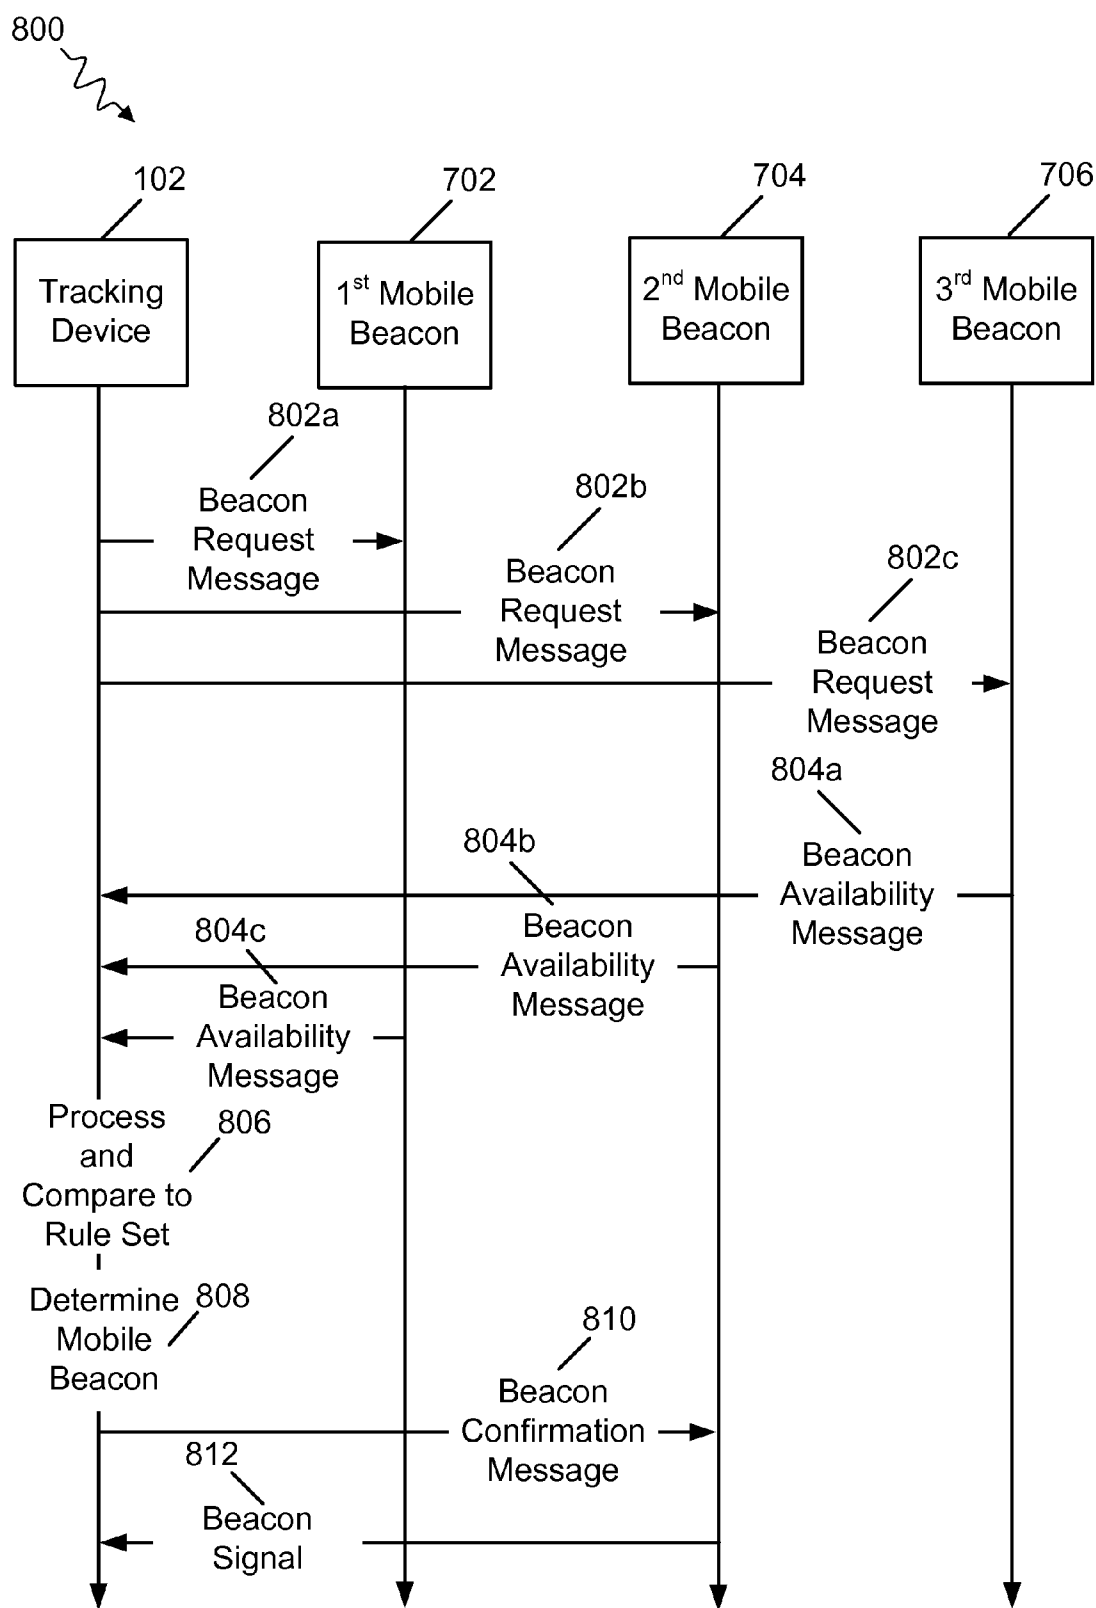 800
102
702
704
706
Tracking
Device
1st Mobile
Beacon
2nd Mobile
Beacon
3rd Mobile
Beacon
802a
Beacon
Request
Message
802b
Beacon
Request
Message
802c
Beacon
Request
Message
804a
Beacon
Availability
Message
804b
Beacon
Availability
Message
804c
Beacon
Availability
Message
Process
and
Compare to
Rule Set
806
Determine
Mobile
Beacon
808
810
Beacon
Confirmation
Message
812
Beacon
Signal